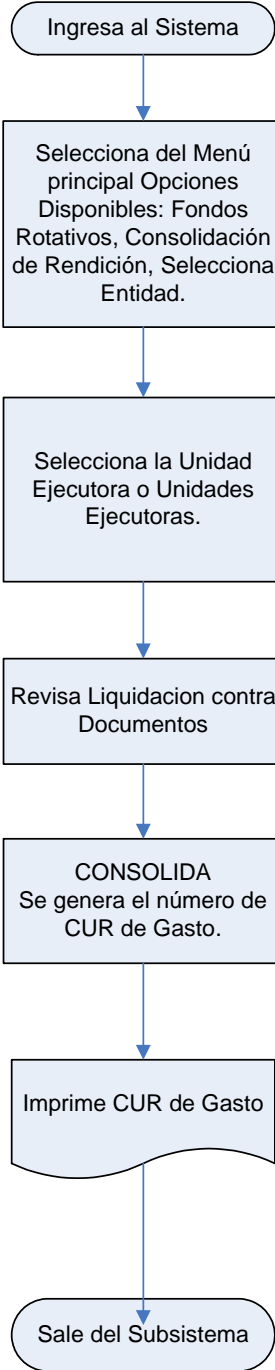 Ingresa al Sistema
Selecciona del Menú
principal Opciones
Disponibles: Fondos
Rotativos, Consolidación
de Rendición, Selecciona
Entidad.
Selecciona la Unidad
Ejecutora o Unidades
Ejecutoras.
Revisa Liquidacion contra
Documentos
CONSOLIDA
Se genera el número de
CUR de Gasto.
Imprime CUR de Gasto
Sale del Subsistema